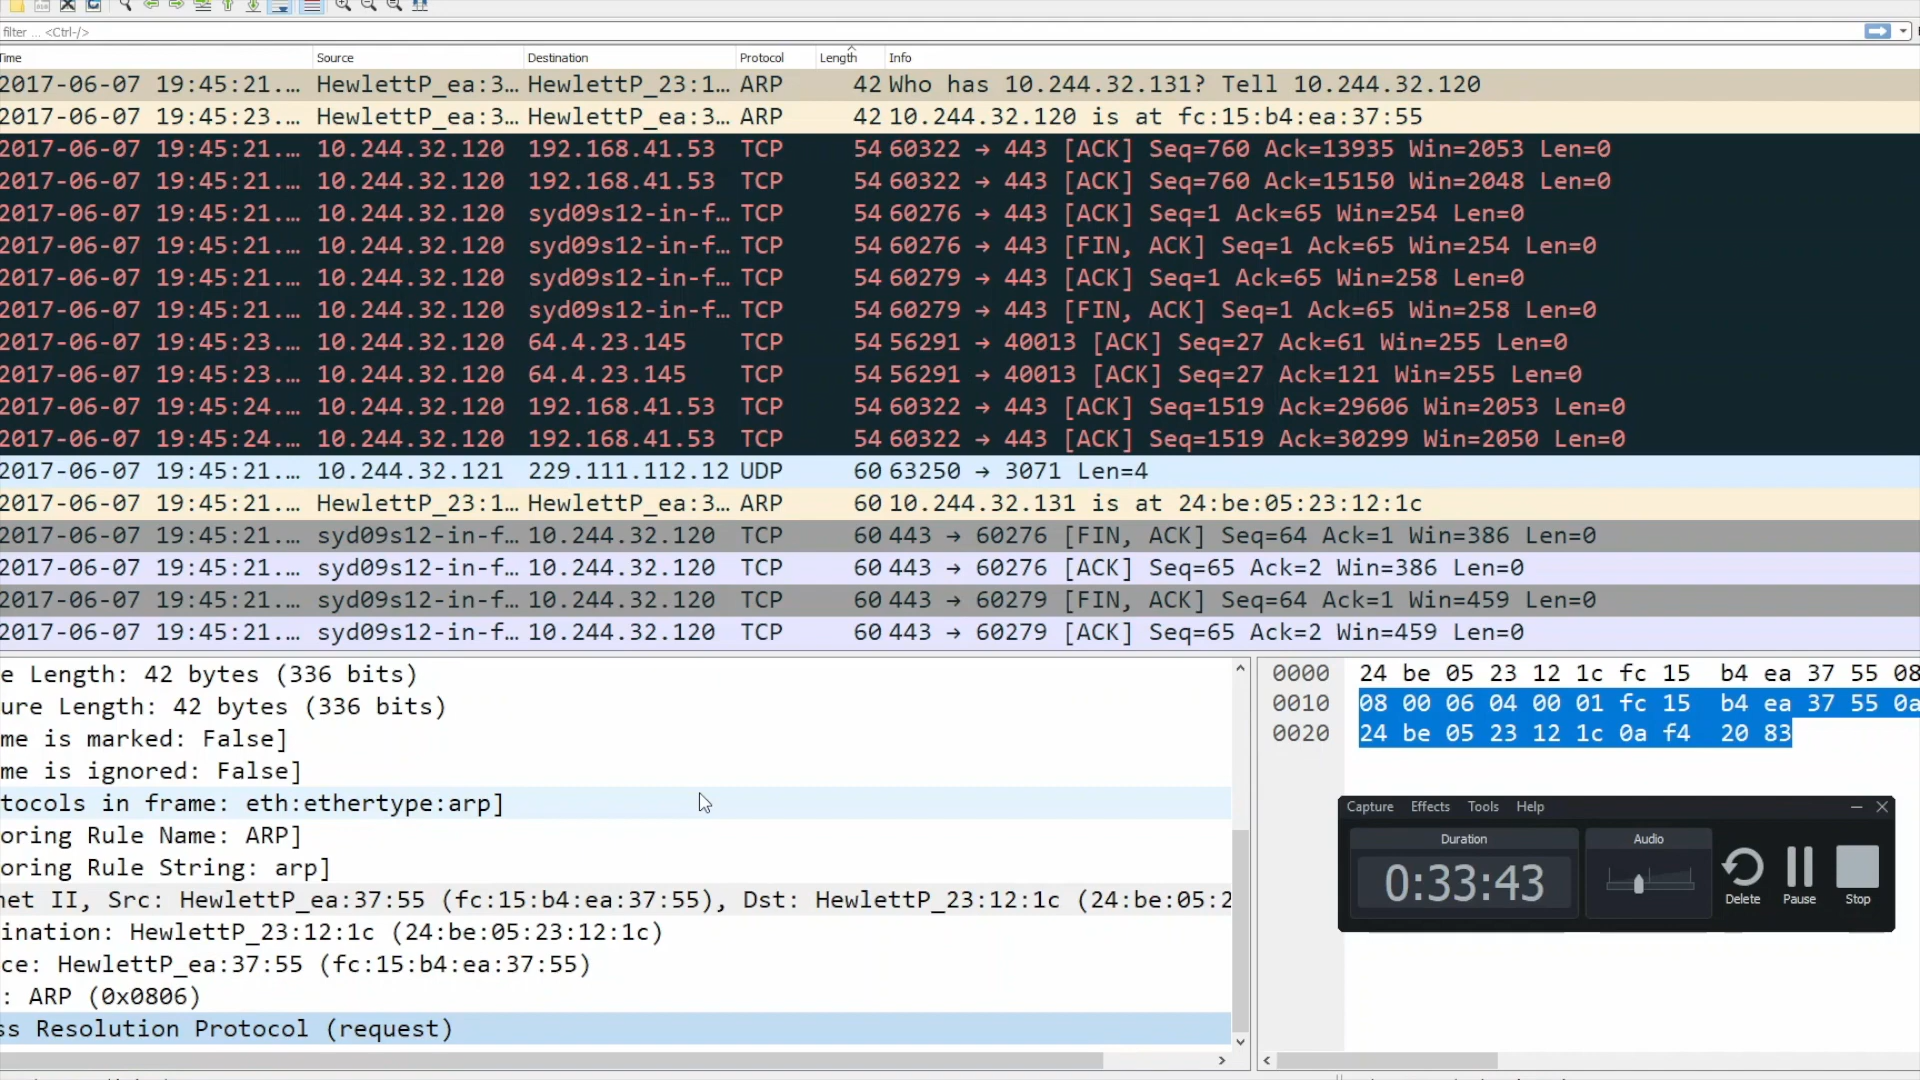 filter ... <Ctrl-/>
Time Source Destination Protocol Length Info
2017-06-07 19:45:21.... HewlettP_ea:3... HewlettP_23:1... ARP 42 Who has 10.244.32.131? Tell 10.244.32.120
2017-06-07 19:45:23.... HewlettP_ea:3... HewlettP_ea:3... ARP 42 10.244.32.120 is at fc:15:b4:ea:37:55
2017-06-07 19:45:21.... 10.244.32.120 192.168.41.53 TCP 54 60322 → 443 [ACK] Seq=760 Ack=13935 Win=2053 Len=0
2017-06-07 19:45:21.... 10.244.32.120 192.168.41.53 TCP 54 60322 → 443 [ACK] Seq=760 Ack=15150 Win=2048 Len=0
2017-06-07 19:45:21.... 10.244.32.120 syd09s12-in-f... TCP 54 60276 → 443 [ACK] Seq=1 Ack=65 Win=254 Len=0
2017-06-07 19:45:21.... 10.244.32.120 syd09s12-in-f... TCP 54 60276 → 443 [FIN, ACK] Seq=1 Ack=65 Win=254 Len=0
2017-06-07 19:45:21.... 10.244.32.120 syd09s12-in-f... TCP 54 60279 → 443 [ACK] Seq=1 Ack=65 Win=258 Len=0
2017-06-07 19:45:21.... 10.244.32.120 syd09s12-in-f... TCP 54 60279 → 443 [FIN, ACK] Seq=1 Ack=65 Win=258 Len=0
2017-06-07 19:45:23.... 10.244.32.120 64.4.23.145 TCP 54 56291 → 40013 [ACK] Seq=27 Ack=61 Win=255 Len=0
2017-06-07 19:45:23.... 10.244.32.120 64.4.23.145 TCP 54 56291 → 40013 [ACK] Seq=27 Ack=121 Win=255 Len=0
2017-06-07 19:45:24.... 10.244.32.120 192.168.41.53 TCP 54 60322 → 443 [ACK] Seq=1519 Ack=29606 Win=2053 Len=0
2017-06-07 19:45:24.... 10.244.32.120 192.168.41.53 TCP 54 60322 → 443 [ACK] Seq=1519 Ack=30299 Win=2050 Len=0
2017-06-07 19:45:21.... 10.244.32.121 229.111.112.12 UDP 60 63250 → 3071 Len=4
2017-06-07 19:45:21.... HewlettP_23:1... HewlettP_ea:3... ARP 60 10.244.32.131 is at 24:be:05:23:12:1c
2017-06-07 19:45:21.... syd09s12-in-f... 10.244.32.120 TCP 60 443 → 60276 [FIN, ACK] Seq=64 Ack=1 Win=386 Len=0
2017-06-07 19:45:21.... syd09s12-in-f... 10.244.32.120 TCP 60 443 → 60276 [ACK] Seq=65 Ack=2 Win=386 Len=0
2017-06-07 19:45:21.... syd09s12-in-f... 10.244.32.120 TCP 60 443 → 60279 [FIN, ACK] Seq=64 Ack=1 Win=459 Len=0
2017-06-07 19:45:21.... syd09s12-in-f... 10.244.32.120 TCP 60 443 → 60279 [ACK] Seq=65 Ack=2 Win=459 Len=0
e Length: 42 bytes (336 bits)
ure Length: 42 bytes (336 bits)
me is marked: False]
me is ignored: False]
tocols in frame: eth:ethertype:arp]
oring Rule Name: ARP]
oring Rule String: arp]
net II, Src: HewlettP_ea:37:55 (fc:15:b4:ea:37:55), Dst: HewlettP_23:12:1c (24:be:05:2
ination: HewlettP_23:12:1c (24:be:05:23:12:1c)
ce: HewlettP_ea:37:55 (fc:15:b4:ea:37:55)
: ARP (0x0806)
ss Resolution Protocol (request)
0000 24 be 05 23 12 1c fc 15 b4 ea 37 55 08
0010 08 00 06 04 00 01 fc 15 b4 ea 37 55 0a
0020 24 be 05 23 12 1c 0a f4 20 83
Capture Effects Tools Help
Duration Audio
0:33:43
Delete Pause Stop